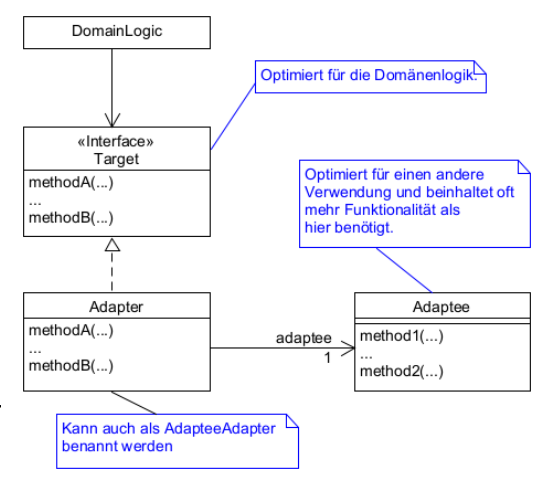 DomainLogic
Optimiert für die Domänenlogik.
«Interface»
Target
methodA(...)
...
methodB(...)
Optimiert für einen andere
Verwendung und beinhaltet oft
mehr Funktionalität als
hier benötigt.
Adapter
methodA(...)
...
methodB(...)
adaptee
1
Adaptee
method1(...)
...
method2(...)
Kann auch als AdapteeAdapter
benannt werden